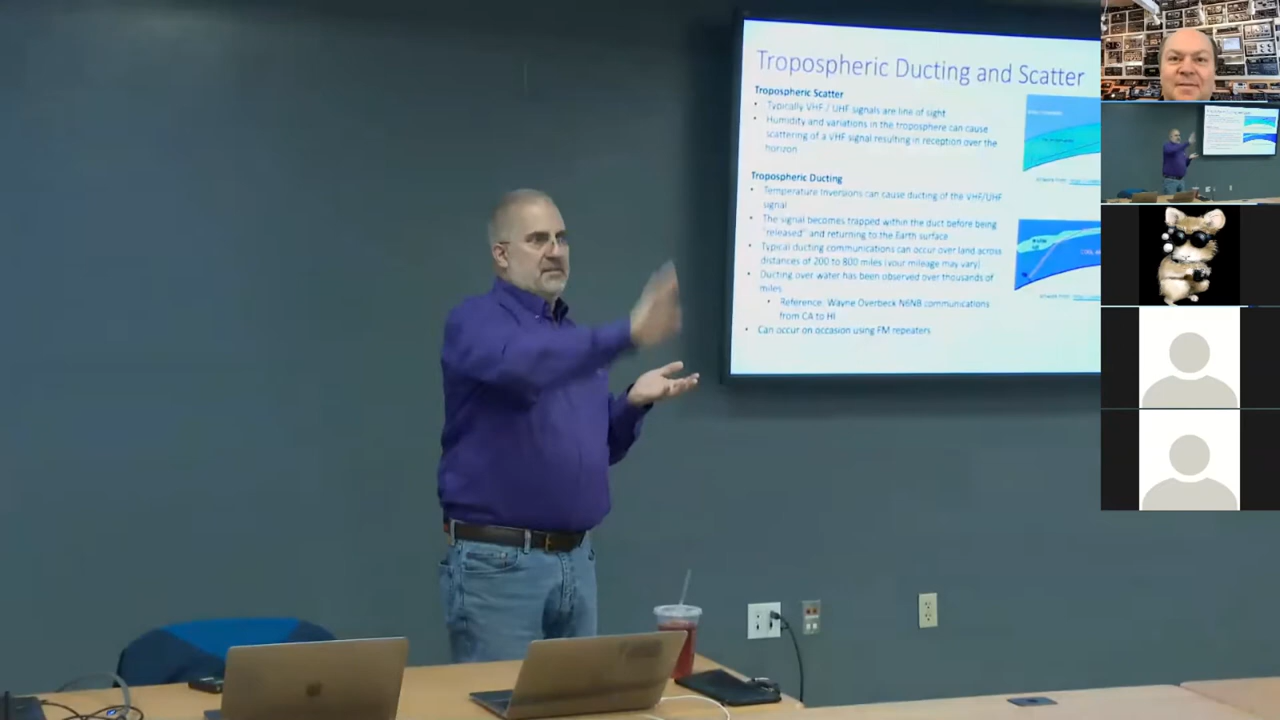 Tropospheric Ducting and Scatter
Tropospheric Scatter
• Typically VHF / UHF signals are line of sight
• Humidity and variations in the troposphere can cause
scattering of a VHF signal resulting in reception over the
horizon
Tropospheric Ducting
• Temperature Inversions can cause ducting of the VHF/UHF
signal
• The signal becomes trapped within the duct before being
"released" and returning to the Earth surface
• Typical ducting communications can occur over land across
distances of 200 to 800 miles (your mileage may vary)
• Ducting over water has been observed over thousands of
miles
• Reference: Wayne Overbeck N6NB communications
from CA to HI
• Can occur on occasion using FM repeaters